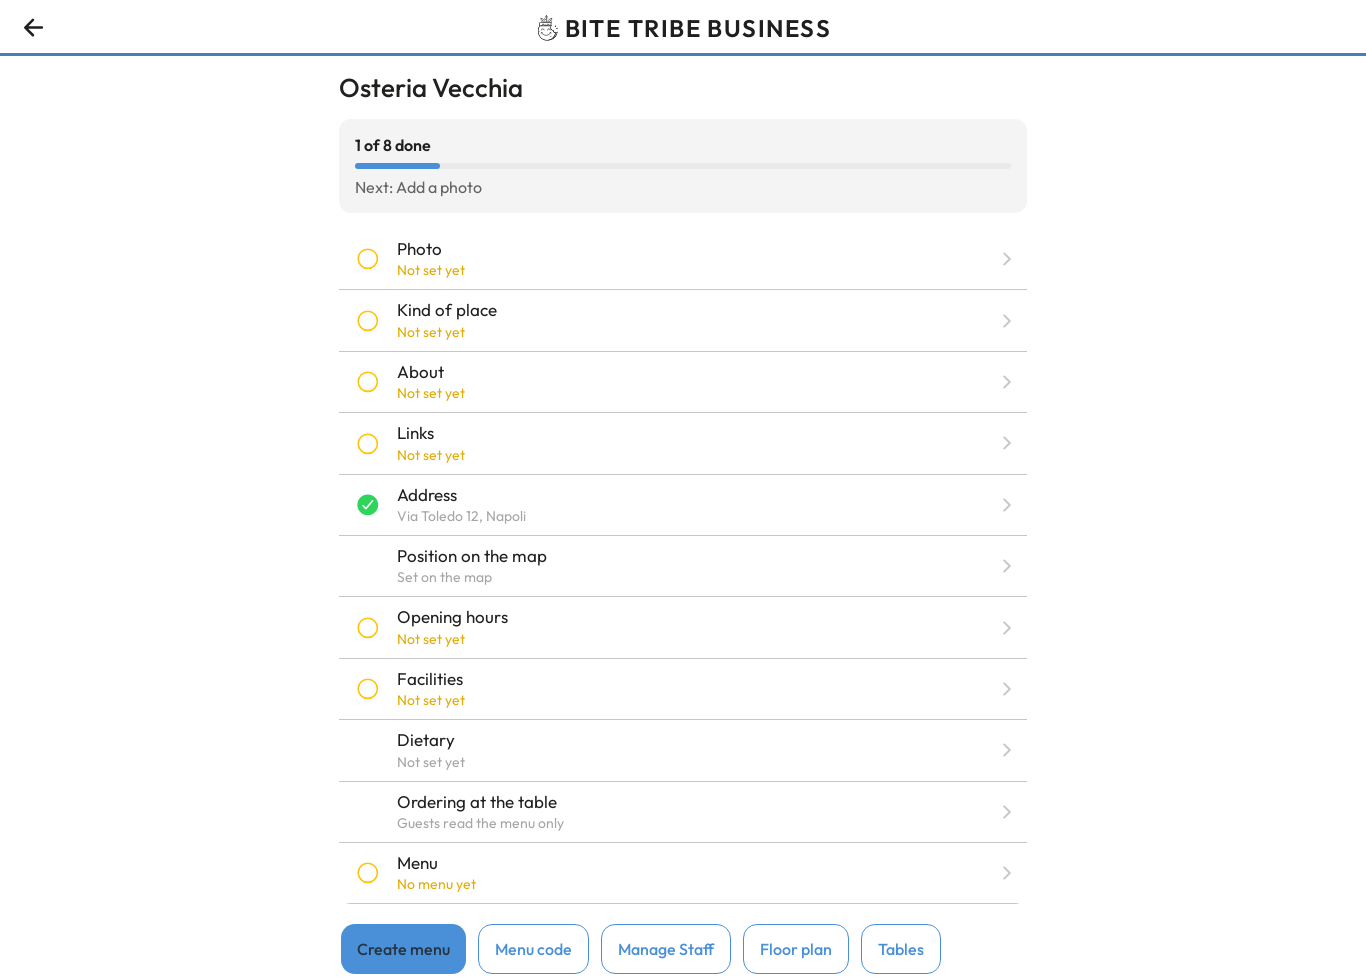 BITE TRIBE BUSINESS
Osteria Vecchia
1 of 8 done
Next: Add a photo
Photo
Not set yet
Kind of place
Not set yet
About
Not set yet
Links
Not set yet
Address
Via Toledo 12, Napoli
Position on the map
Set on the map
Opening hours
Not set yet
Facilities
Not set yet
Dietary
Not set yet
Ordering at the table
Guests read the menu only
Menu
No menu yet
Create menu Menu code Manage Staff Floor plan Tables